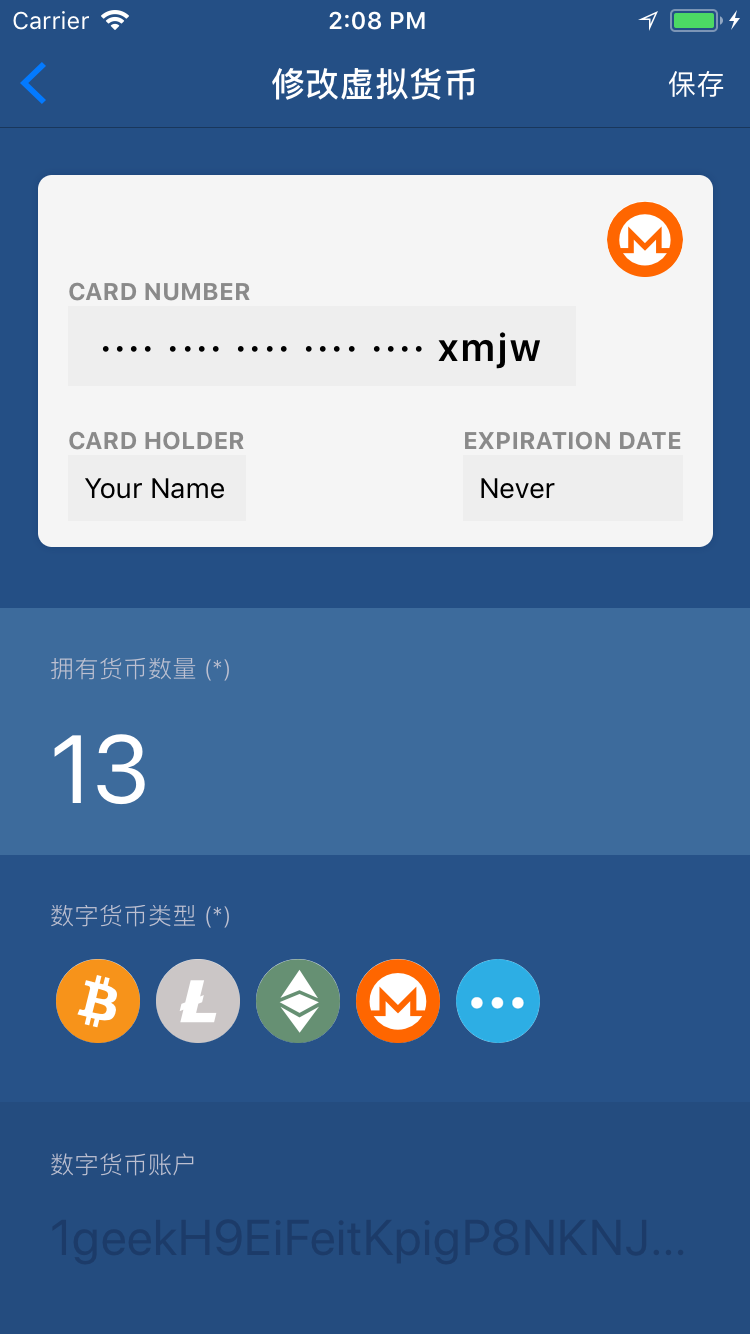 Carrier 2:08 PM
修改虚拟货币 保存
CARD NUMBER
···· ···· ···· ···· ···· xmjw
CARD HOLDER EXPIRATION DATE
Your Name Never
拥有货币数量 (*)
13
数字货币类型 (*)
数字货币账户
1geekH9EiFeitKpigP8NKNJ...